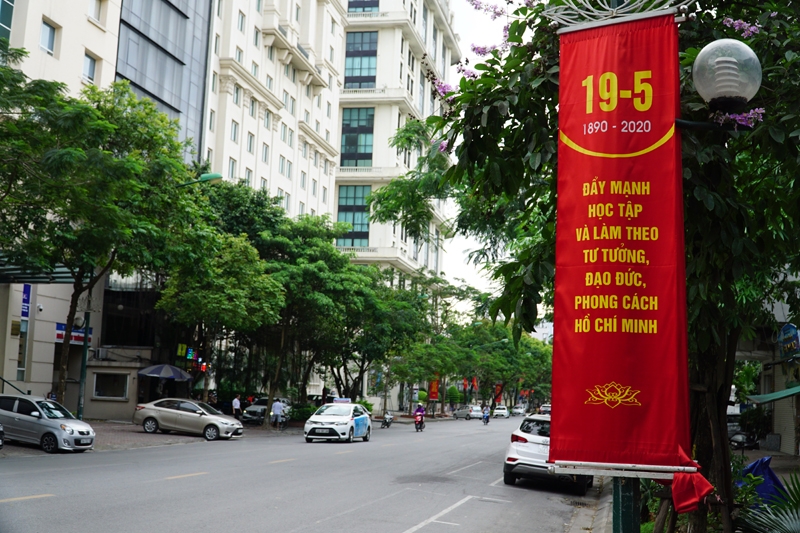 19-5
1890 - 2020
ĐẨY MẠNH
HỌC TẬP
VÀ LÀM THEO
TƯ TƯỞNG,
ĐẠO ĐỨC,
PHONG CÁCH
HỒ CHÍ MINH